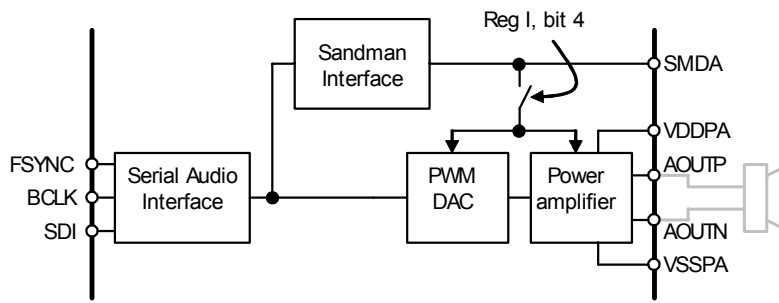 Reg I, bit 4
Sandman
Interface
SMDA
VDDPA
FSYNC
BCLK
SDI
Serial Audio
Interface
PWM
DAC
Power
amplifier
AOUTP
AOUTN
VSSPA